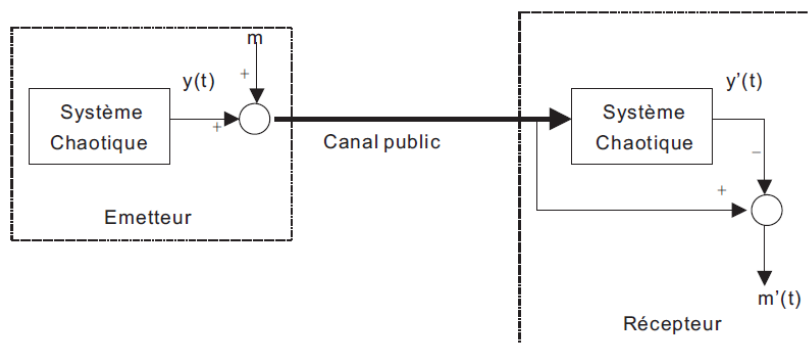 m
+
y(t)
Système
Chaotique
+
Canal public
Emetteur
Système
Chaotique
y'(t)
–
+
m'(t)
Récepteur